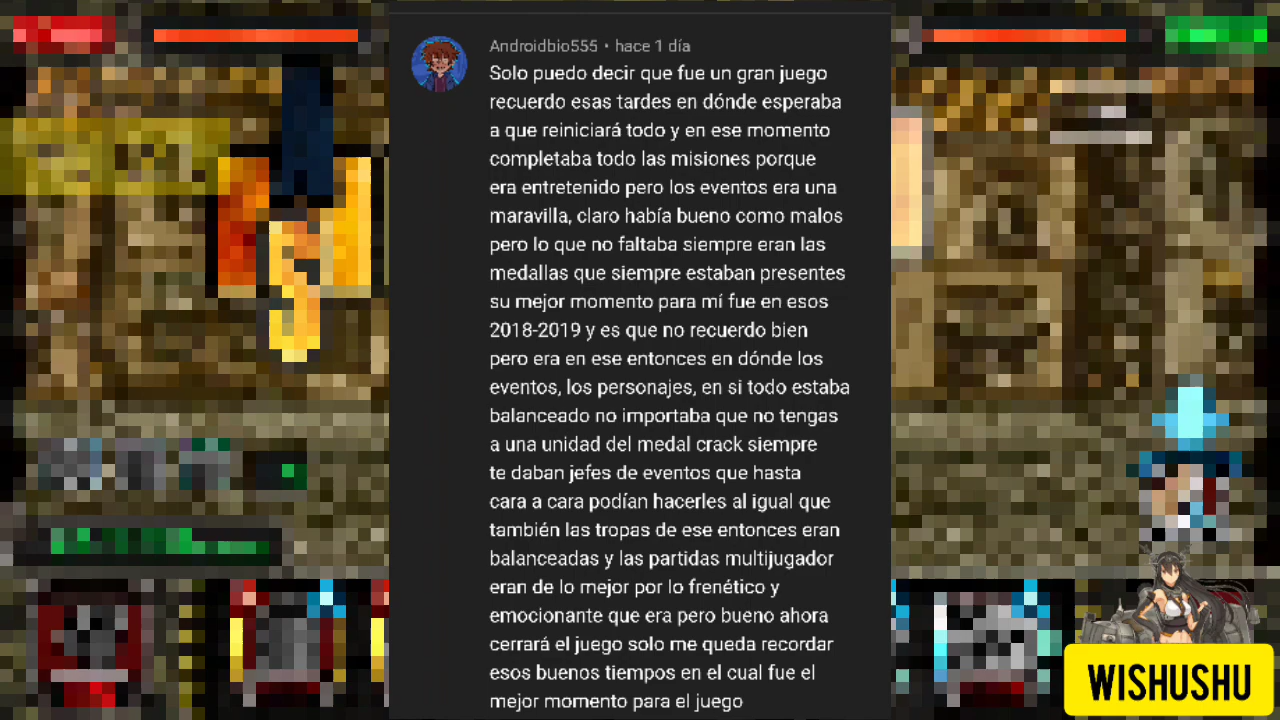 Androidbio555 • hace 1 día
Solo puedo decir que fue un gran juego
recuerdo esas tardes en dónde esperaba
a que reiniciará todo y en ese momento
completaba todo las misiones porque
era entretenido pero los eventos era una
maravilla, claro había bueno como malos
pero lo que no faltaba siempre eran las
medallas que siempre estaban presentes
su mejor momento para mí fue en esos
2018-2019 y es que no recuerdo bien
pero era en ese entonces en dónde los
eventos, los personajes, en si todo estaba
balanceado no importaba que no tengas
a una unidad del medal crack siempre
te daban jefes de eventos que hasta
cara a cara podían hacerles al igual que
también las tropas de ese entonces eran
balanceadas y las partidas multijugador
eran de lo mejor por lo frenético y
emocionante que era pero bueno ahora
cerrará el juego solo me queda recordar
esos buenos tiempos en el cual fue el
mejor momento para el juego
WISHUSHU